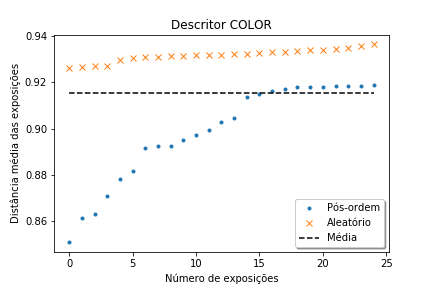 Descritor COLOR
0.94
0.92
0.90
0.88
0.86
Distância média das exposições
0
5
10
15
20
25
Número de exposições
Pós-ordem
Aleatório
Média